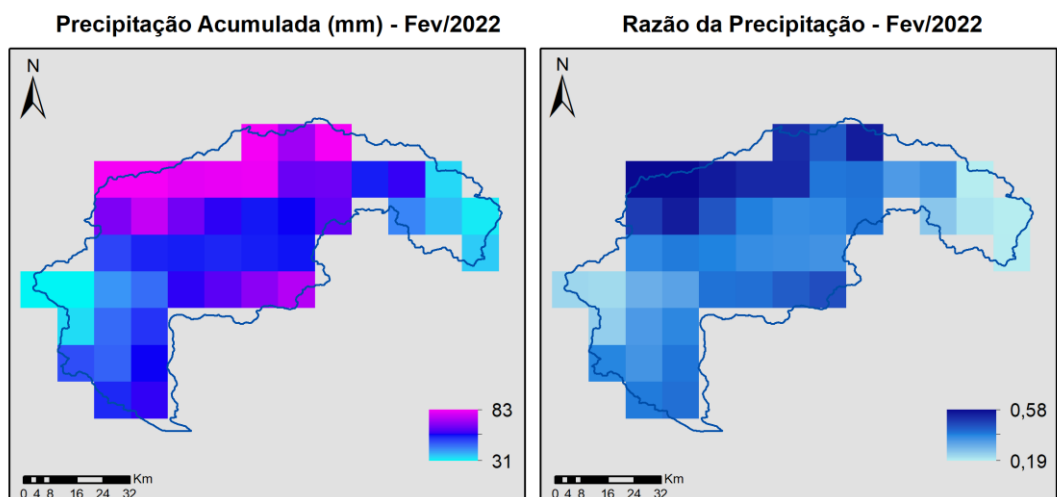 Precipitação Acumulada (mm) - Fev/2022
Razão da Precipitação - Fev/2022
N
N
83
31
0,58
0,19
Km
0 4 8 16 24 32
Km
0 4 8 16 24 32